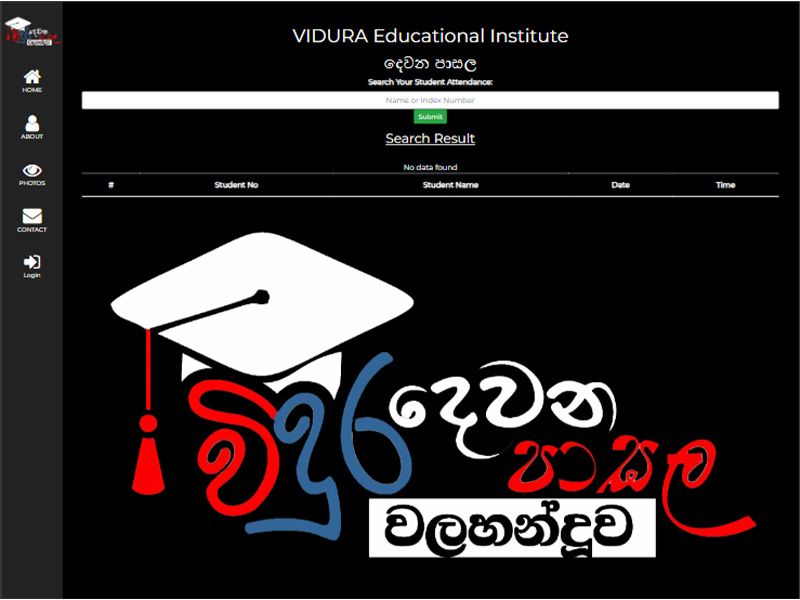 VIDURA Educational Institute
දෙවන පාසල
Search Your Student Attendance:
Name or Index Number
Submit
Search Result
No data found
# Student No Student Name Date Time
HOME
ABOUT
PHOTOS
CONTACT
Login
විදුර දෙවන
පාසල
වලහන්දූව